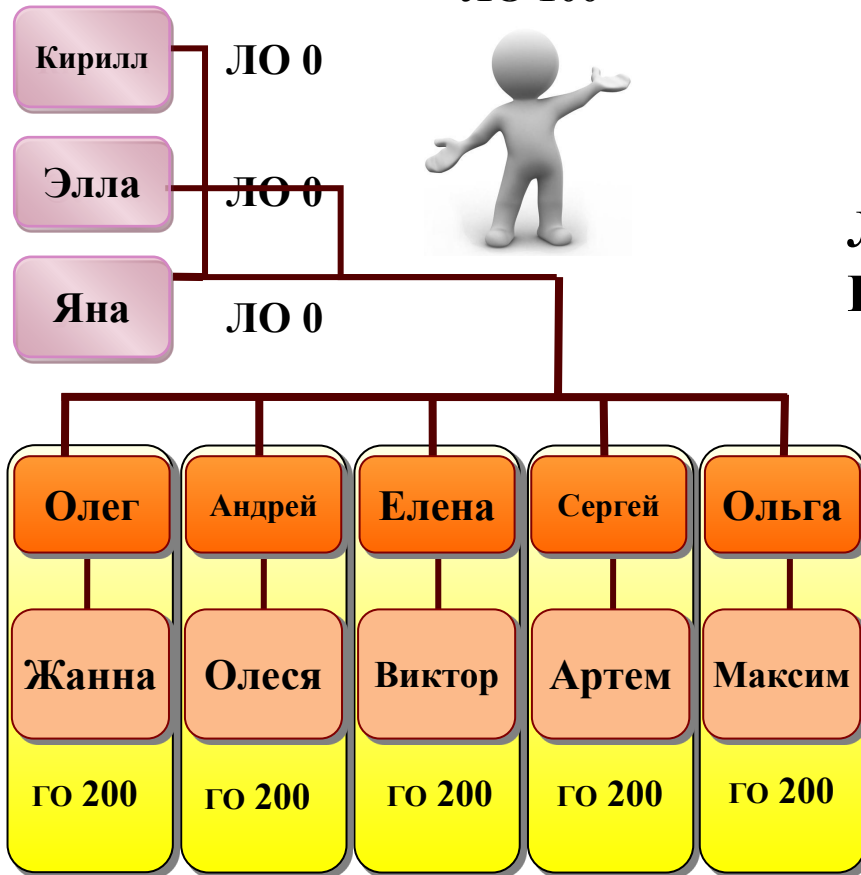 Кирилл
ЛО 0
Элла
ЛО 0
Яна
ЛО 0
Олег
Андрей
Елена
Сергей
Ольга
Жанна
Олеся
Виктор
Артем
Максим
ГО 200
ГО 200
ГО 200
ГО 200
ГО 200